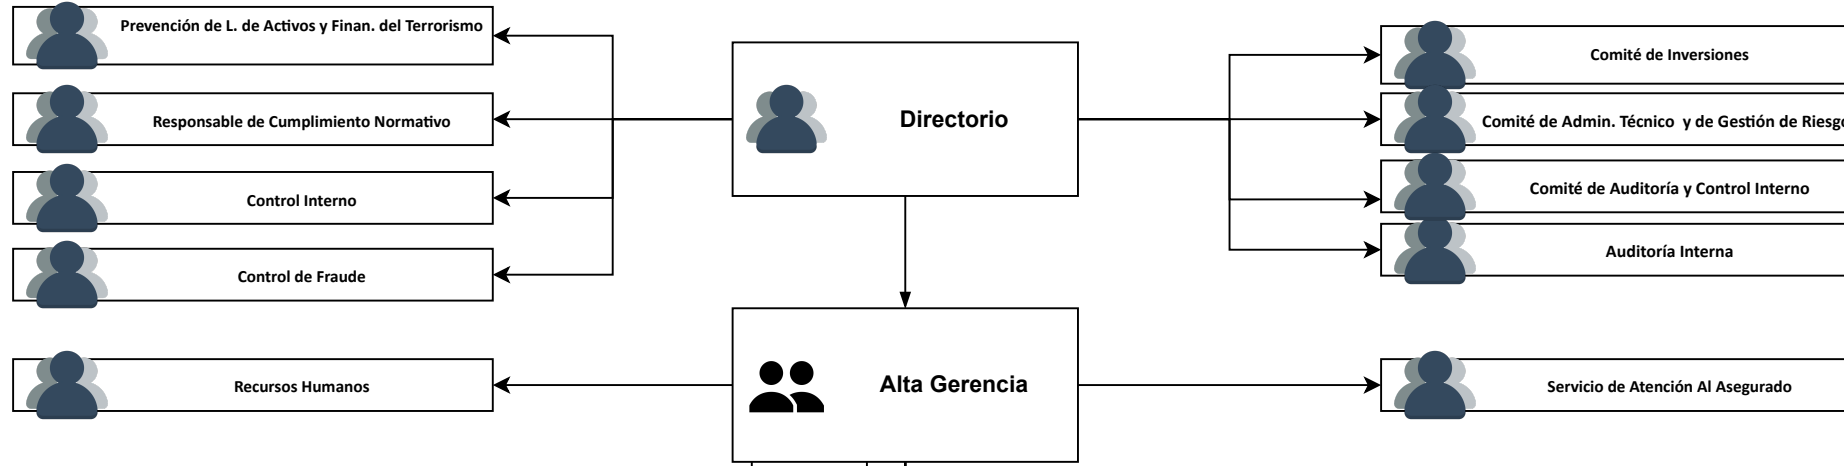 Prevención de L. de Activos y Finan. del Terrorismo
Responsable de Cumplimiento Normativo
Control Interno
Control de Fraude
Directorio
Comité de Inversiones
Comité de Admin. Técnico y de Gestión de Riesgo
Comité de Auditoría y Control Interno
Auditoría Interna
Recursos Humanos
Alta Gerencia
Servicio de Atención Al Asegurado